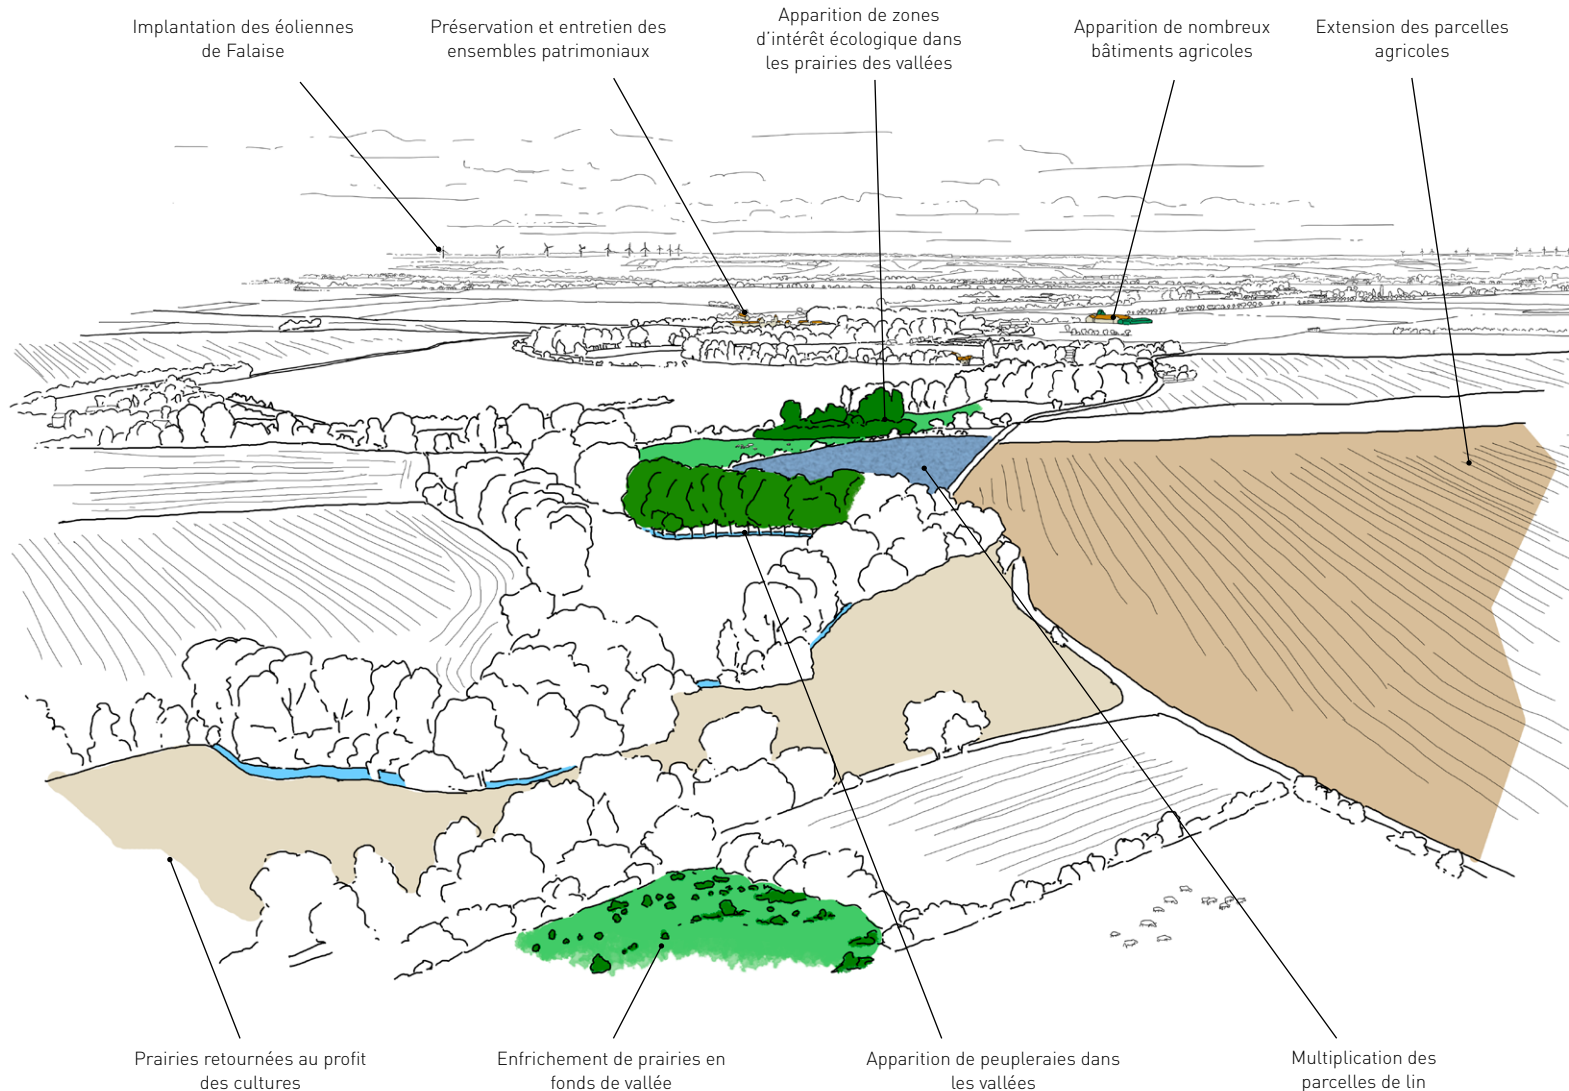 Implantation des éoliennes
de Falaise
Préservation et entretien des
ensembles patrimoniaux
Apparition de zones
d'intérêt écologique dans
les prairies des vallées
Apparition de nombreux
bâtiments agricoles
Extension des parcelles
agricoles
Prairies retournées au profit
des cultures
Enfrichement de prairies en
fonds de vallée
Apparition de peupleraies dans
les vallées
Multiplication des
parcelles de lin